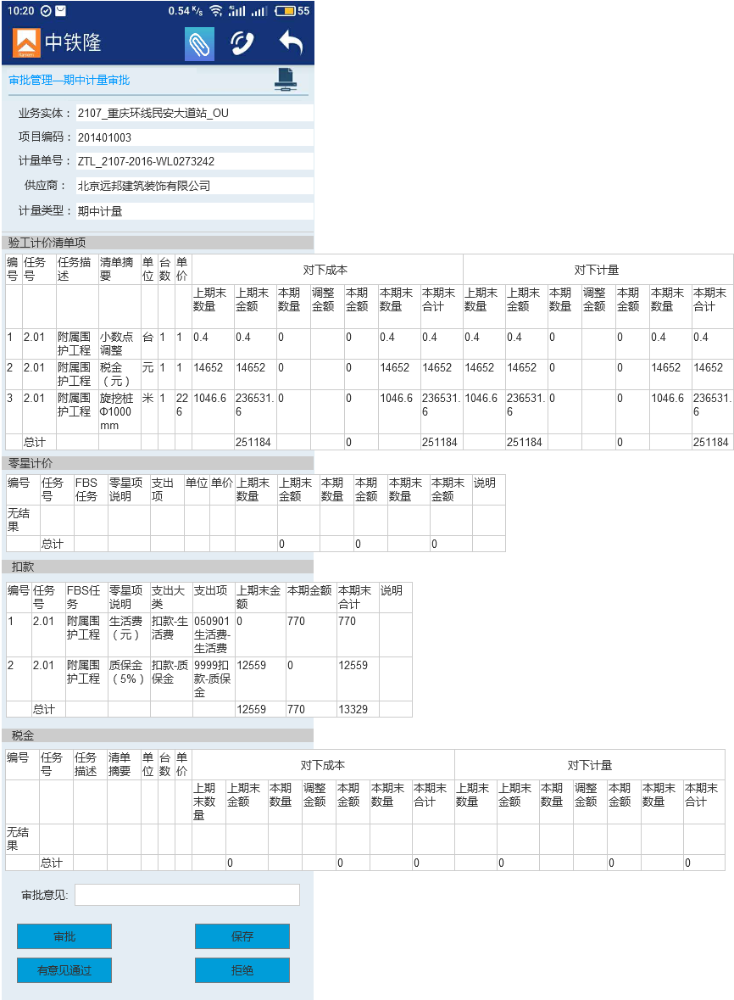 10:20 0.54 K/s 4G 55
中铁隆
审批管理—期中计量审批
业务实体： 2107_重庆环线民安大道站_OU
项目编码： 201401003
计量单号： ZTL_2107-2016-WL0273242
供应商： 北京远邦建筑装饰有限公司
计量类型： 期中计量
验工计价清单项
编号 任务号 任务描述 清单摘要 单位 台数 单价 对下成本 对下计量
上期末数量 上期末金额 本期数量 调整金额 本期金额 本期末数量 本期末合计 上期末数量 上期末金额 本期数量 调整金额 本期金额 本期末数量 本期末合计
1 2.01 附属围护工程 小数点调整 台 1 1 0.4 0.4 0 0 0.4 0.4 0.4 0.4 0 0 0.4 0.4
2 2.01 附属围护工程 税金（元） 元 1 1 14652 14652 0 0 14652 14652 14652 14652 0 0 14652 14652
3 2.01 附属围护工程 旋挖桩Φ1000mm 米 1 226 1046.6 236531.6 0 0 1046.6 236531.6 1046.6 236531.6 0 0 1046.6 236531.6
总计 251184 0 251184 251184 0 251184
零星计价
编号 任务号 FBS任务 零星项说明 支出项 单位 单价 上期末数量 上期末金额 本期数量 本期金额 本期末数量 本期末金额 说明
无结果
总计 0 0 0
扣款
编号 任务号 FBS任务 零星项说明 支出大类 支出项 上期末金额 本期金额 本期末合计 说明
1 2.01 附属围护工程 生活费（元） 扣款-生活费 050901生活费-生活费 0 770 770
2 2.01 附属围护工程 质保金（5%） 扣款-质保金 9999扣款-质保金 12559 0 12559
总计 12559 770 13329
税金
编号 任务号 任务描述 清单摘要 单位 台数 单价 对下成本 对下计量
上期末数量 上期末金额 本期数量 调整金额 本期金额 本期末数量 本期末合计 上期末数量 上期末金额 本期数量 调整金额 本期金额 本期末数量 本期末合计
无结果
总计 0 0 0 0 0 0
审批意见:
审批 保存
有意见通过 拒绝